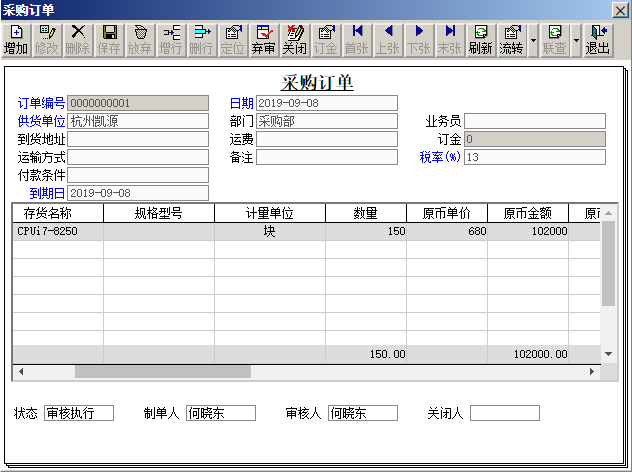 采购订单
增加 修改 删除 保存 放弃 增行 删行 定位 弃审 关闭 订金 首张 上张 下张 末张 刷新 流转 联查 退出
采购订单
订单编号 0000000001 日期 2019-09-08
供货单位 杭州凯源 部门 采购部 业务员
到货地址 运费 订金 0
运输方式 备注 税率(%) 13
付款条件
到期日 2019-09-08
存货名称 规格型号 计量单位 数量 原币单价 原币金额 原币
CPUi7-8250 块 150 680 102000
150.00 102000.00
状态 审核执行 制单人 何晓东 审核人 何晓东 关闭人